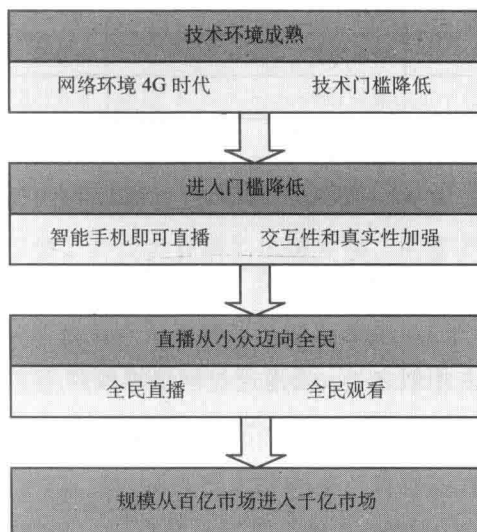 技术环境成熟
网络环境 4G 时代 技术门槛降低
进入门槛降低
智能手机即可直播 交互性和真实性加强
直播从小众迈向全民
全民直播 全民观看
规模从百亿市场进入千亿市场